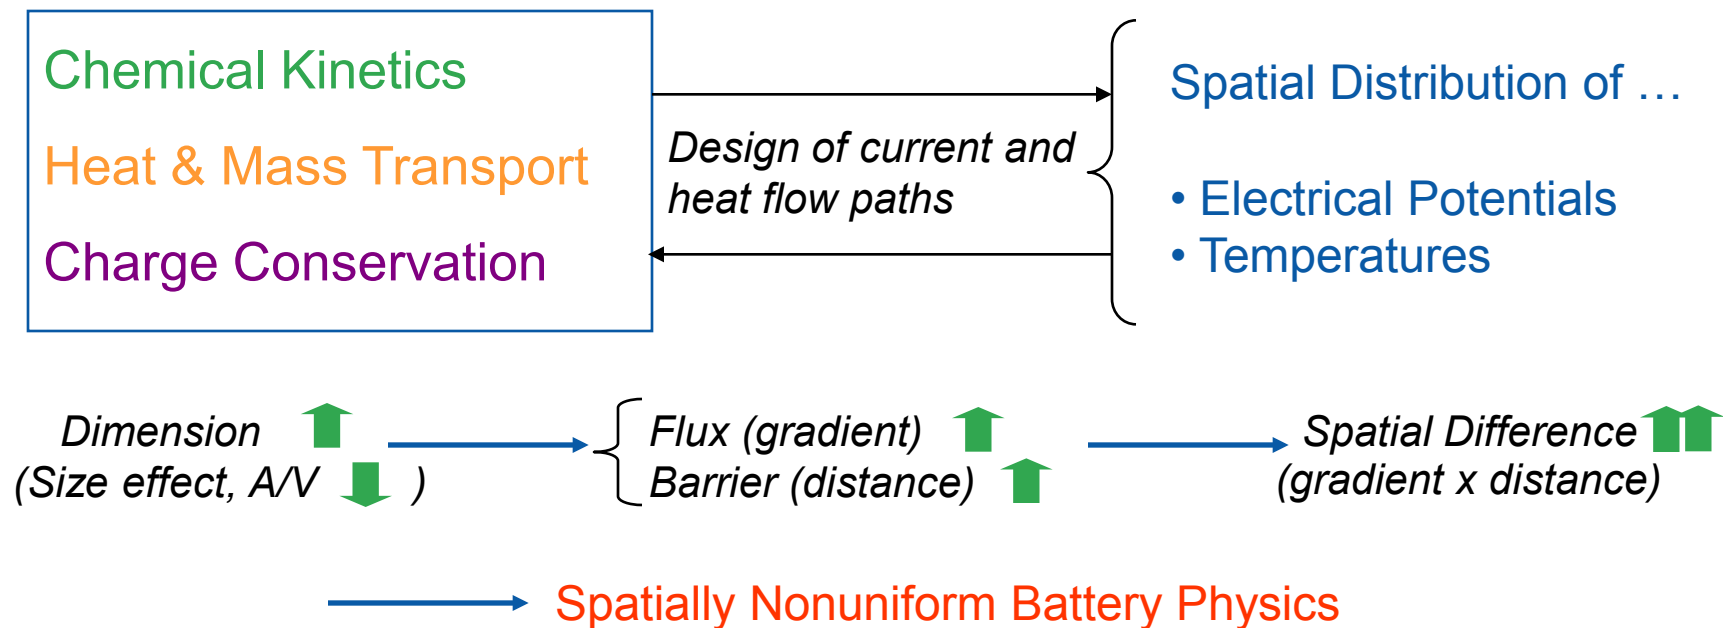 Chemical Kinetics
Heat & Mass Transport
Charge Conservation
Design of current and
heat flow paths
Spatial Distribution of …
• Electrical Potentials
• Temperatures
Dimension
(Size effect, A/V )
Flux (gradient)
Barrier (distance)
Spatial Difference
(gradient x distance)
Spatially Nonuniform Battery Physics